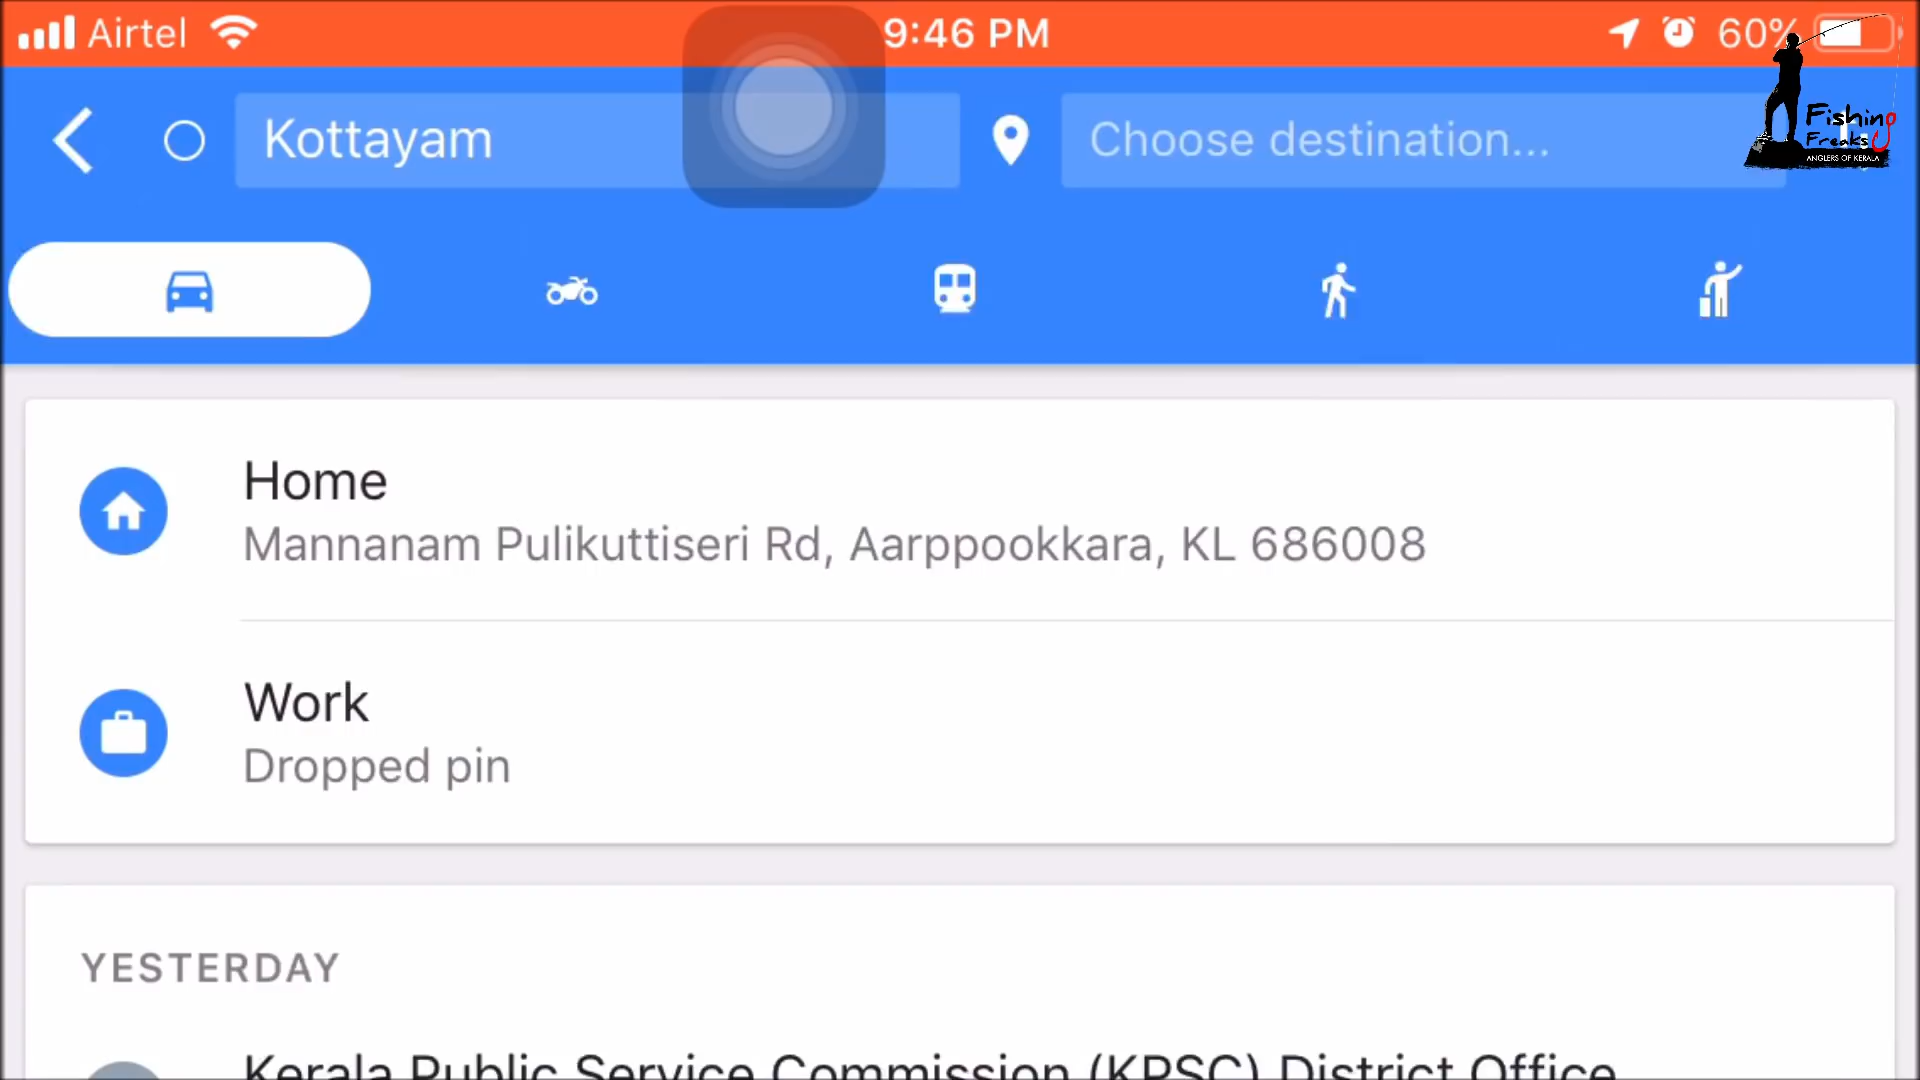 Airtel
9:46 PM
60%
Kottayam
Choose destination...
Fishing
Freaks
ANGLERS OF KERALA
Home
Mannanam Pulikuttiseri Rd, Aarppookkara, KL 686008
Work
Dropped pin
YESTERDAY
Kerala Public Service Commission (KPSC) District Office